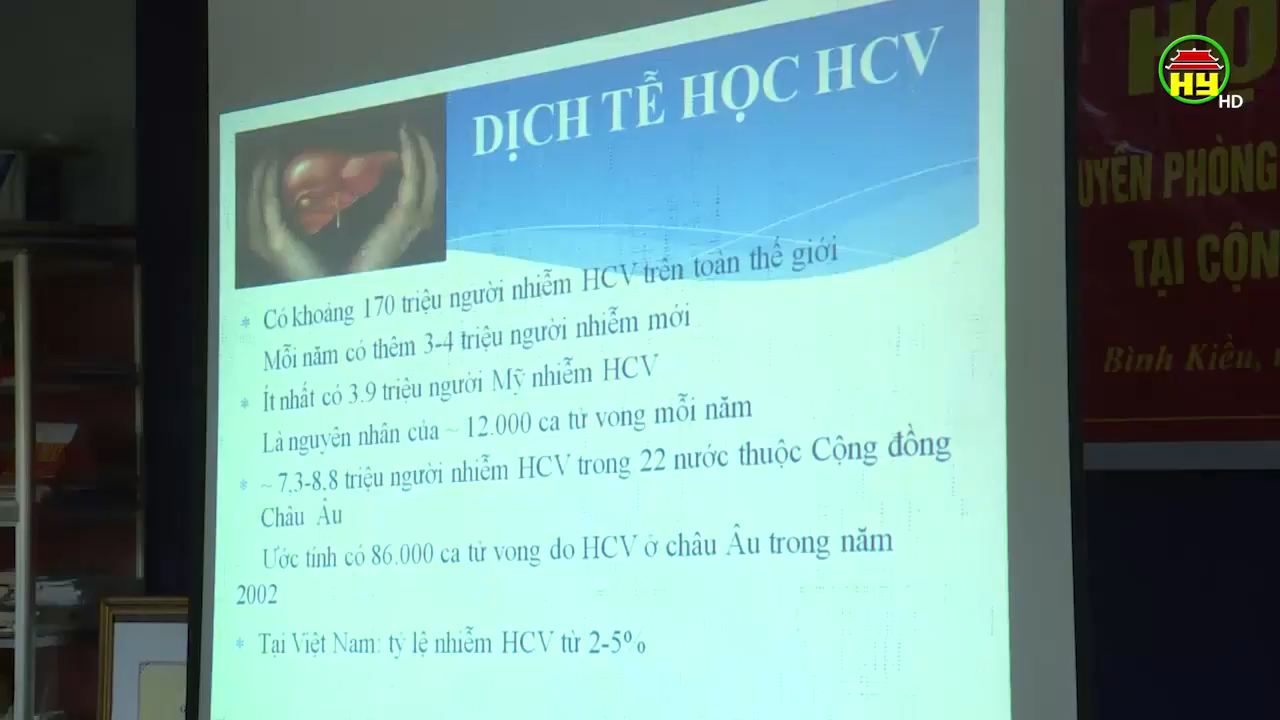 DỊCH TỄ HỌC HCV
Có khoảng 170 triệu người nhiễm HCV trên toàn thế giới
Mỗi năm có thêm 3-4 triệu người nhiễm mới
Ít nhất có 3.9 triệu người Mỹ nhiễm HCV
Là nguyên nhân của ~ 12.000 ca tử vong mỗi năm
~ 7,3-8,8 triệu người nhiễm HCV trong 22 nước thuộc Cộng đồng
Châu Âu
Ước tính có 86.000 ca tử vong do HCV ở châu Âu trong năm
2002
Tại Việt Nam: tỷ lệ nhiễm HCV từ 2-5%
HY
HD
PHÒNG
TẠI CỘN
Bình Kiều,